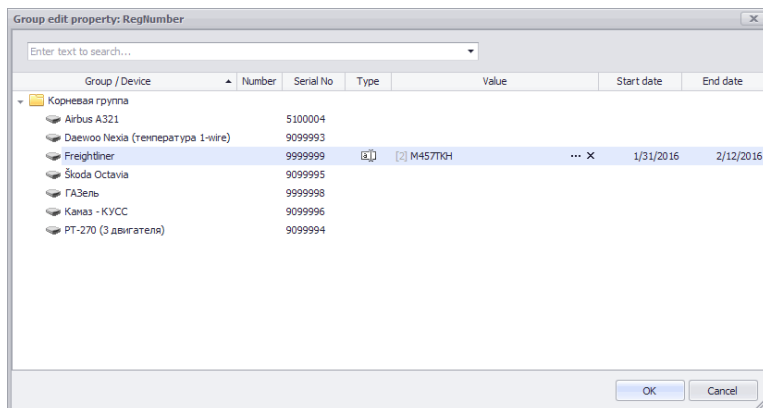 Group edit property: RegNumber
Enter text to search...
Group / Device Number Serial No Type Value Start date End date
Корневая группа
Airbus A321 5100004
Daewoo Nexia (температура 1-wire) 9099993
Freightliner 9999999 a [2] M457TKH ... X 1/31/2016 2/12/2016
Škoda Octavia 9099995
ГАЗель 9999998
Камаз - КУСС 9099996
РТ-270 (3 двигателя) 9099994
OK Cancel